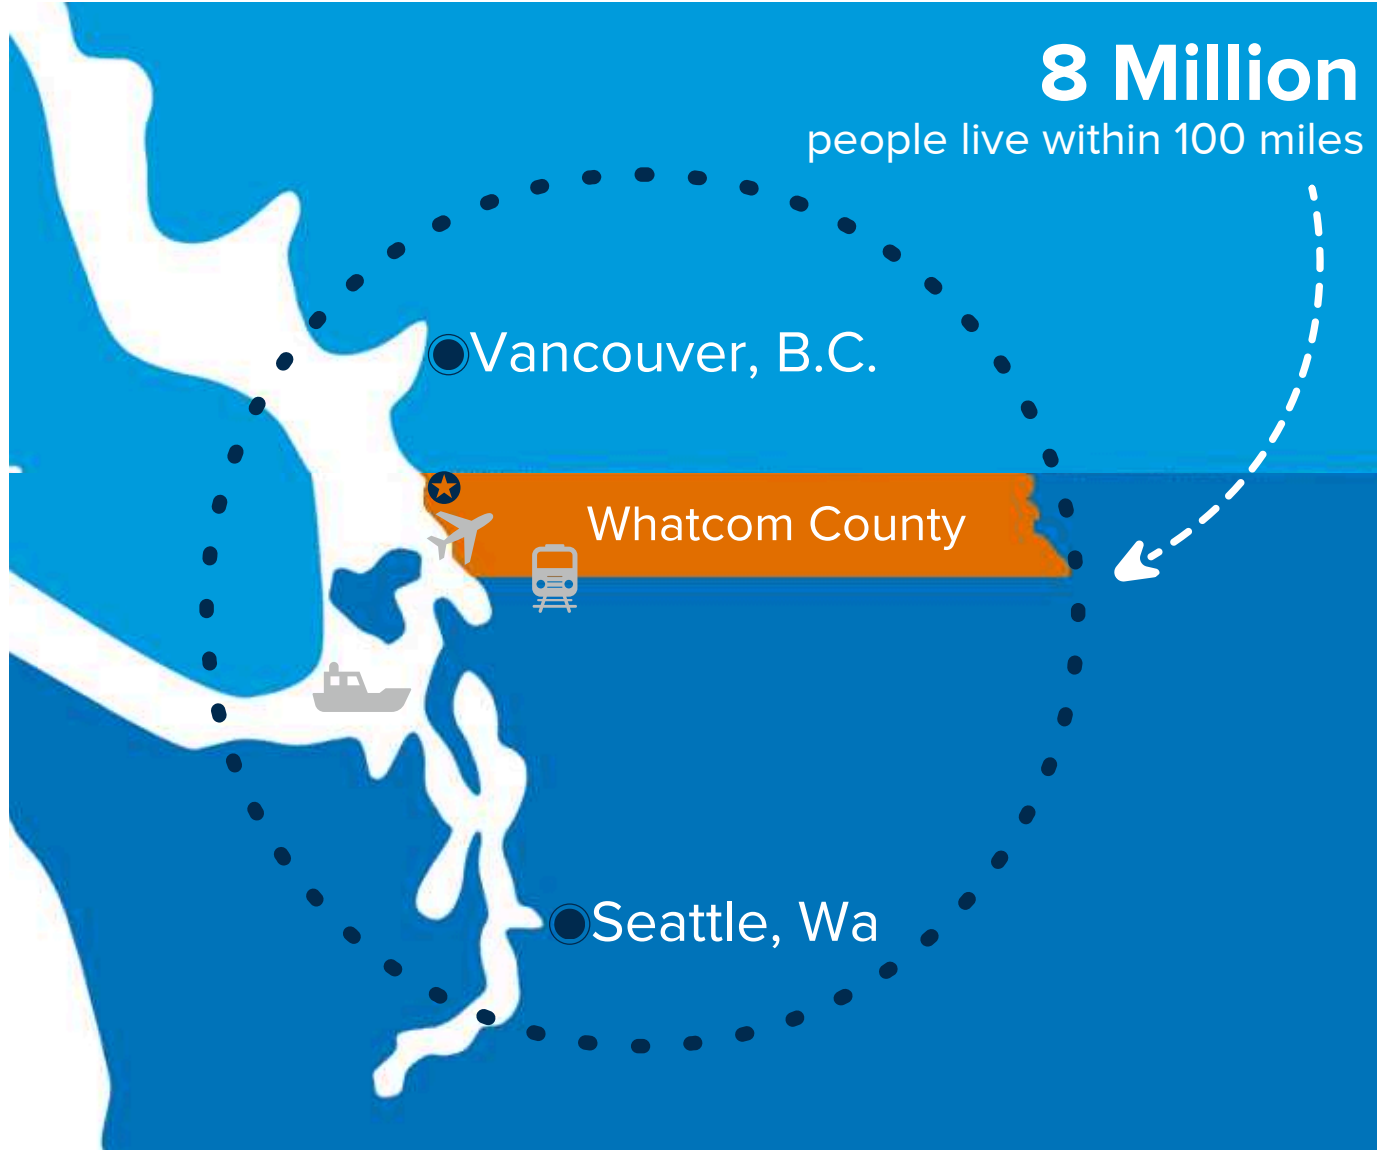 8 Million
people live within 100 miles
Vancouver, B.C.
Whatcom County
Seattle, Wa